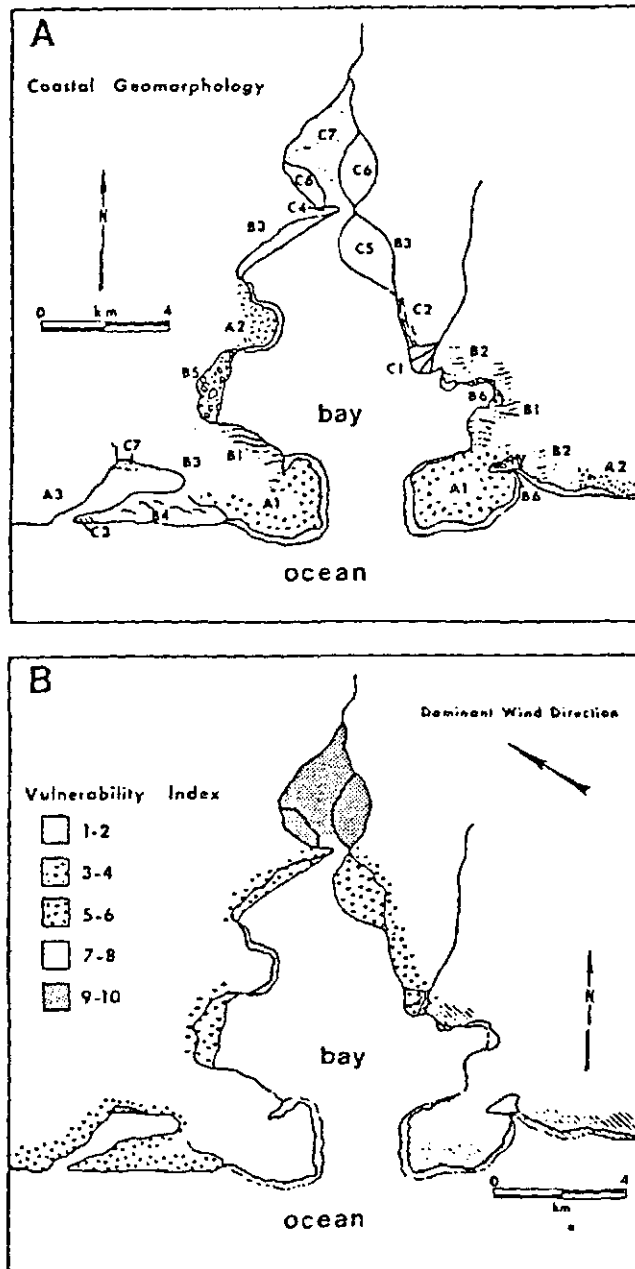 A
Coastal Geomorphology
N
0 km 4
C7
C6
C6
C4
B3
C5
B3
A2
C2
C1
B2
B5
B6
B1
bay
C7
B3
B1
B2
A2
A3
A1
A1
B4
B6
C3
ocean
B
Dominant Wind Direction
Vulnerability Index
1-2
3-4
5-6
7-8
9-10
N
bay
0 4
km
ocean